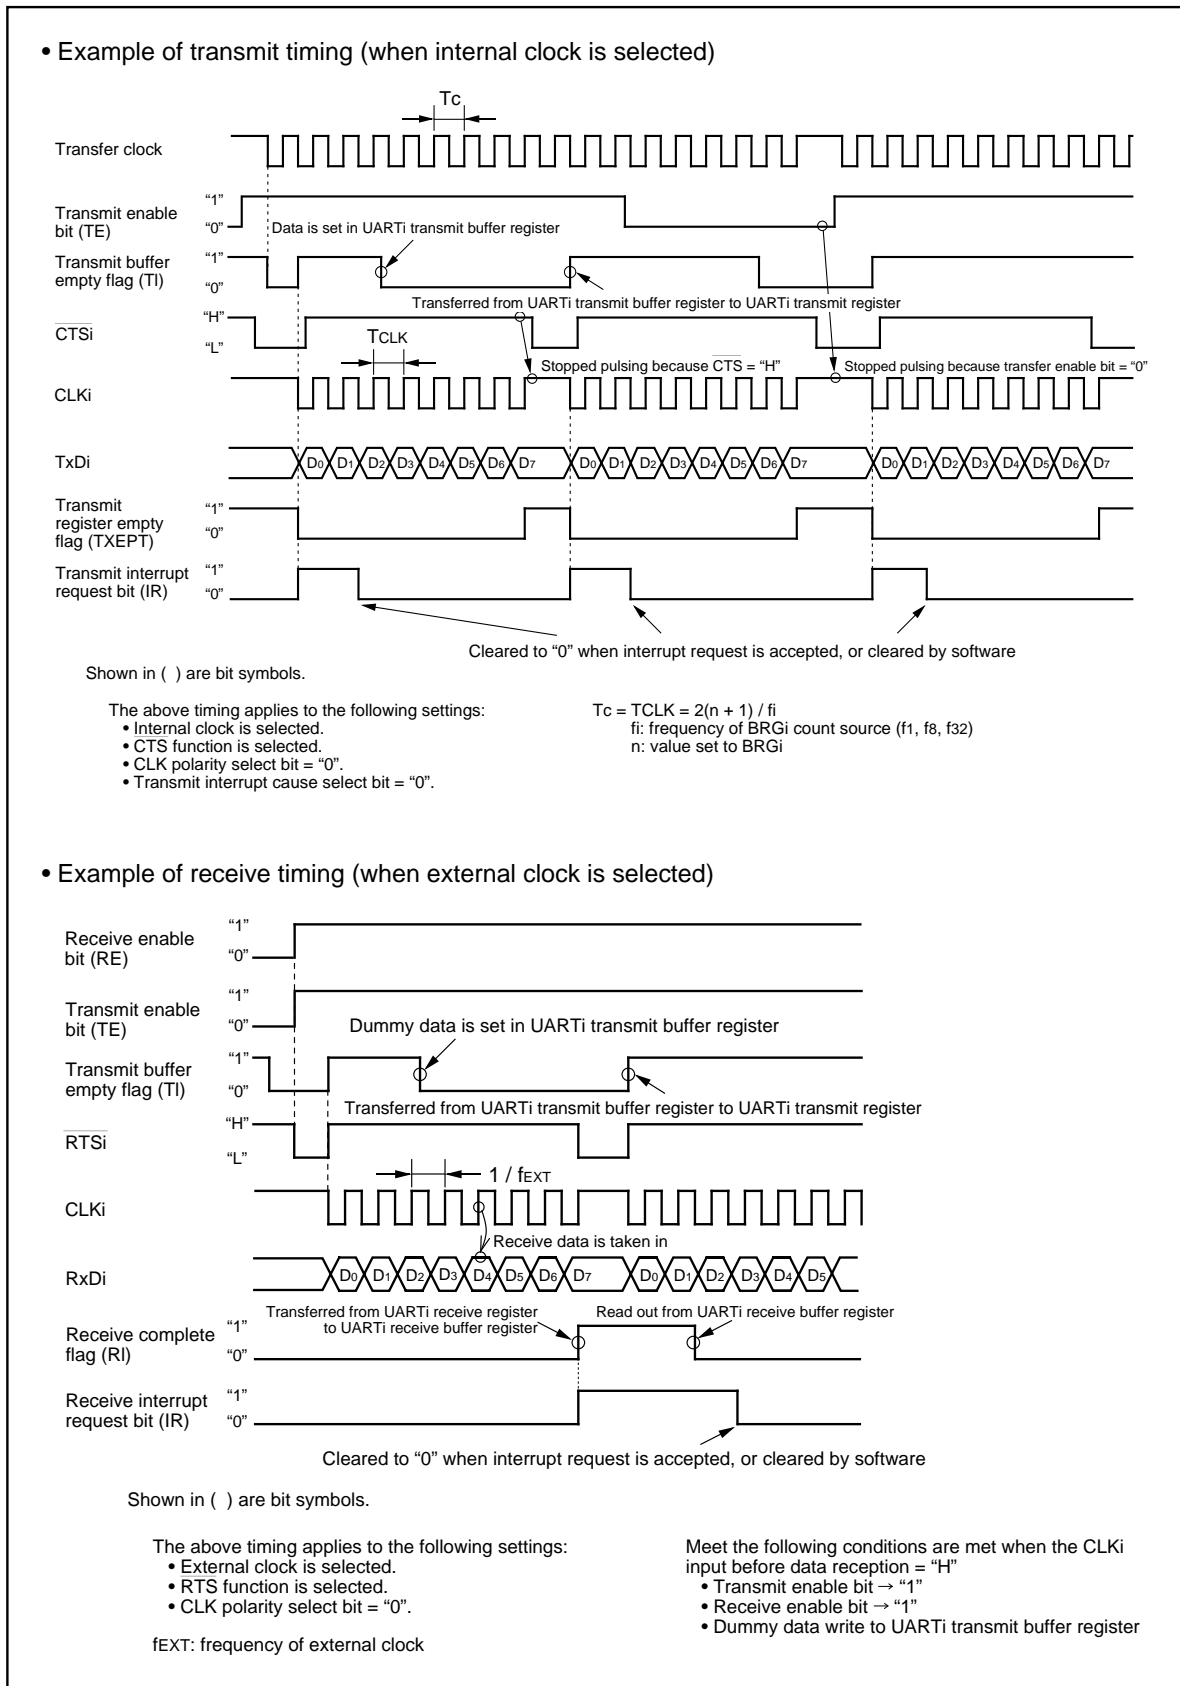 • Example of transmit timing (when internal clock is selected)
Tc
Transfer clock
“1”
Transmit enable
bit (TE)
“0”
Data is set in UARTi transmit buffer register
Transmit buffer
empty flag (Tl)
“1”
“0”
Transferred from UARTi transmit buffer register to UARTi transmit register
“H”
CTSi
“L”
TCLK
Stopped pulsing because CTS = “H”
Stopped pulsing because transfer enable bit = “0”
CLKi
TxDi
D0 D1 D2 D3 D4 D5 D6 D7 D0 D1 D2 D3 D4 D5 D6 D7 D0 D1 D2 D3 D4 D5 D6 D7
Transmit
register empty
flag (TXEPT)
“1”
“0”
Transmit interrupt
request bit (IR)
“1”
“0”
Cleared to “0” when interrupt request is accepted, or cleared by software
Shown in ( ) are bit symbols.
The above timing applies to the following settings:
• Internal clock is selected.
• CTS function is selected.
• CLK polarity select bit = “0”.
• Transmit interrupt cause select bit = “0”.
Tc = TCLK = 2(n + 1) / fi
fi: frequency of BRGi count source (f1, f8, f32)
n: value set to BRGi
• Example of receive timing (when external clock is selected)
“1”
Receive enable
bit (RE)
“0”
“1”
Transmit enable
bit (TE)
“0”
Dummy data is set in UARTi transmit buffer register
Transmit buffer
empty flag (Tl)
“1”
“0”
Transferred from UARTi transmit buffer register to UARTi transmit register
“H”
RTSi
“L”
1 / fEXT
CLKi
Receive data is taken in
RxDi
D0 D1 D2 D3 D4 D5 D6 D7 D0 D1 D2 D3 D4 D5
Transferred from UARTi receive register
to UARTi receive buffer register
Read out from UARTi receive buffer register
Receive complete
flag (Rl)
“1”
“0”
Receive interrupt
request bit (IR)
“1”
“0”
Cleared to “0” when interrupt request is accepted, or cleared by software
Shown in ( ) are bit symbols.
The above timing applies to the following settings:
• External clock is selected.
• RTS function is selected.
• CLK polarity select bit = “0”.
fEXT: frequency of external clock
Meet the following conditions are met when the CLKi
input before data reception = “H”
• Transmit enable bit → “1”
• Receive enable bit → “1”
• Dummy data write to UARTi transmit buffer register